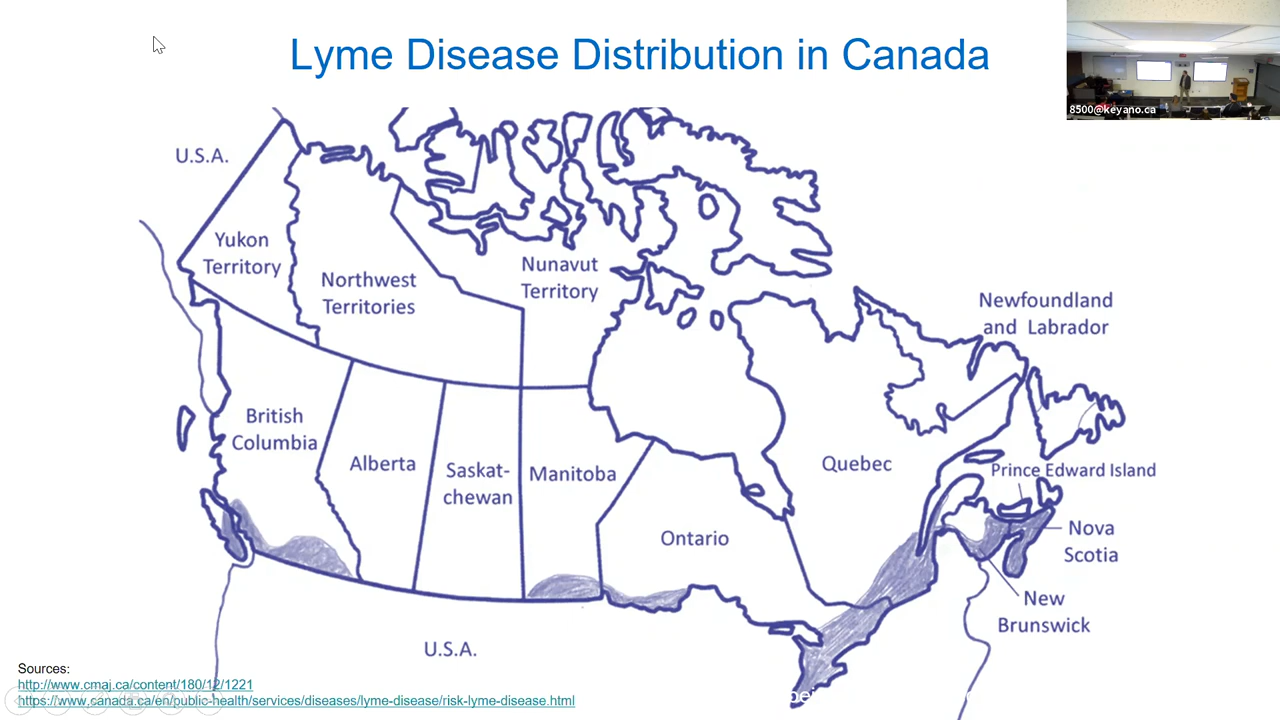 Lyme Disease Distribution in Canada
8500@keyano.ca
U.S.A.
Yukon
Territory
Northwest
Territories
Nunavut
Territory
Newfoundland
and Labrador
British
Columbia
Alberta
Saskat-
chewan
Manitoba
Ontario
Quebec
Prince Edward Island
Nova
Scotia
New
Brunswick
U.S.A.
Sources:
http://www.cmaj.ca/content/180/12/1221
https://www.canada.ca/en/public-health/services/diseases/lyme-disease/risk-lyme-disease.html